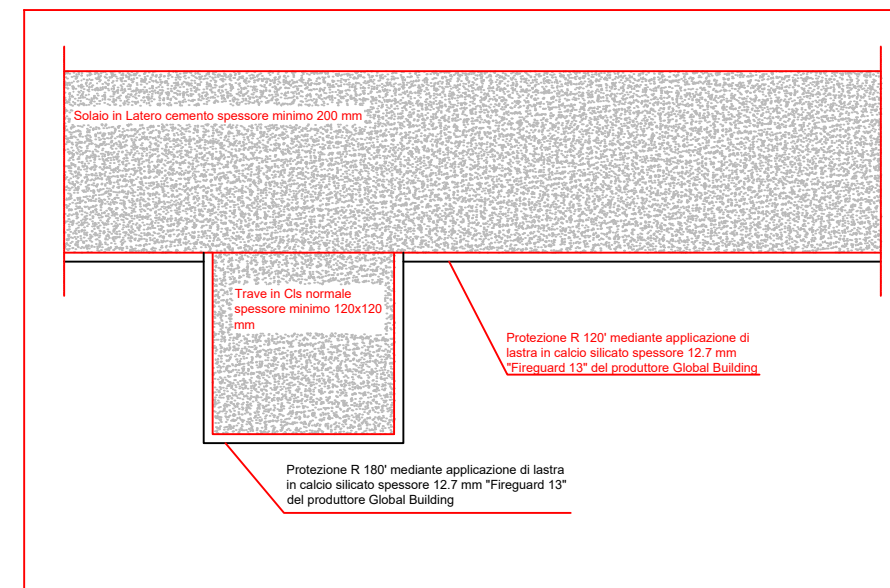 Solaio in Latero cemento spessore minimo 200 mm
Trave in Cls normale
spessore minimo 120x120
mm
Protezione R 120' mediante applicazione di
lastra in calcio silicato spessore 12.7 mm
"Fireguard 13" del produttore Global Building
Protezione R 180' mediante applicazione di lastra
in calcio silicato spessore 12.7 mm "Fireguard 13"
del produttore Global Building